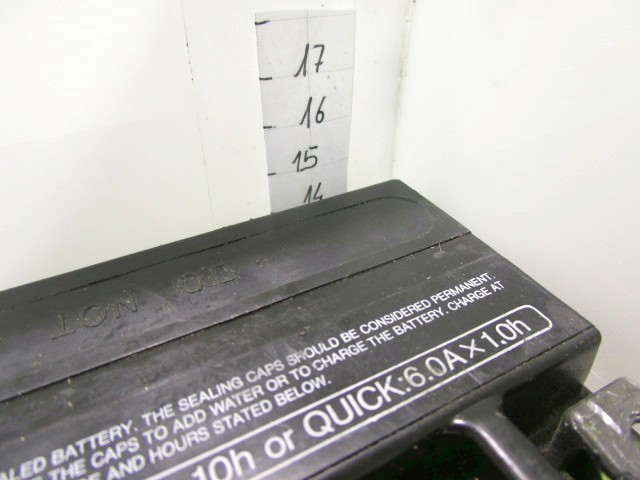 17
16
15
14
ALED BATTERY. THE SEALING CAPS SHOULD BE CONSIDERED PERMANENT.
THE CAPS TO ADD WATER OR TO CHARGE THE BATTERY. CHARGE AT
AND HOURS STATED BELOW.
10h or QUICK:6.0A×1.0h